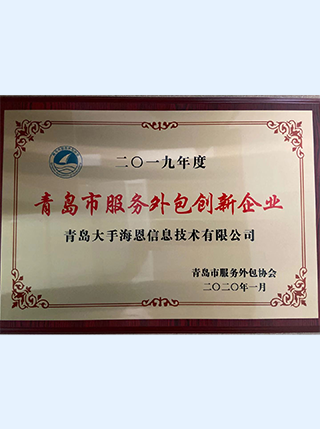 二〇一九年度
青岛市服务外包创新企业
青岛大手海恩信息技术有限公司
青岛市服务外包协会
二〇二〇年一月